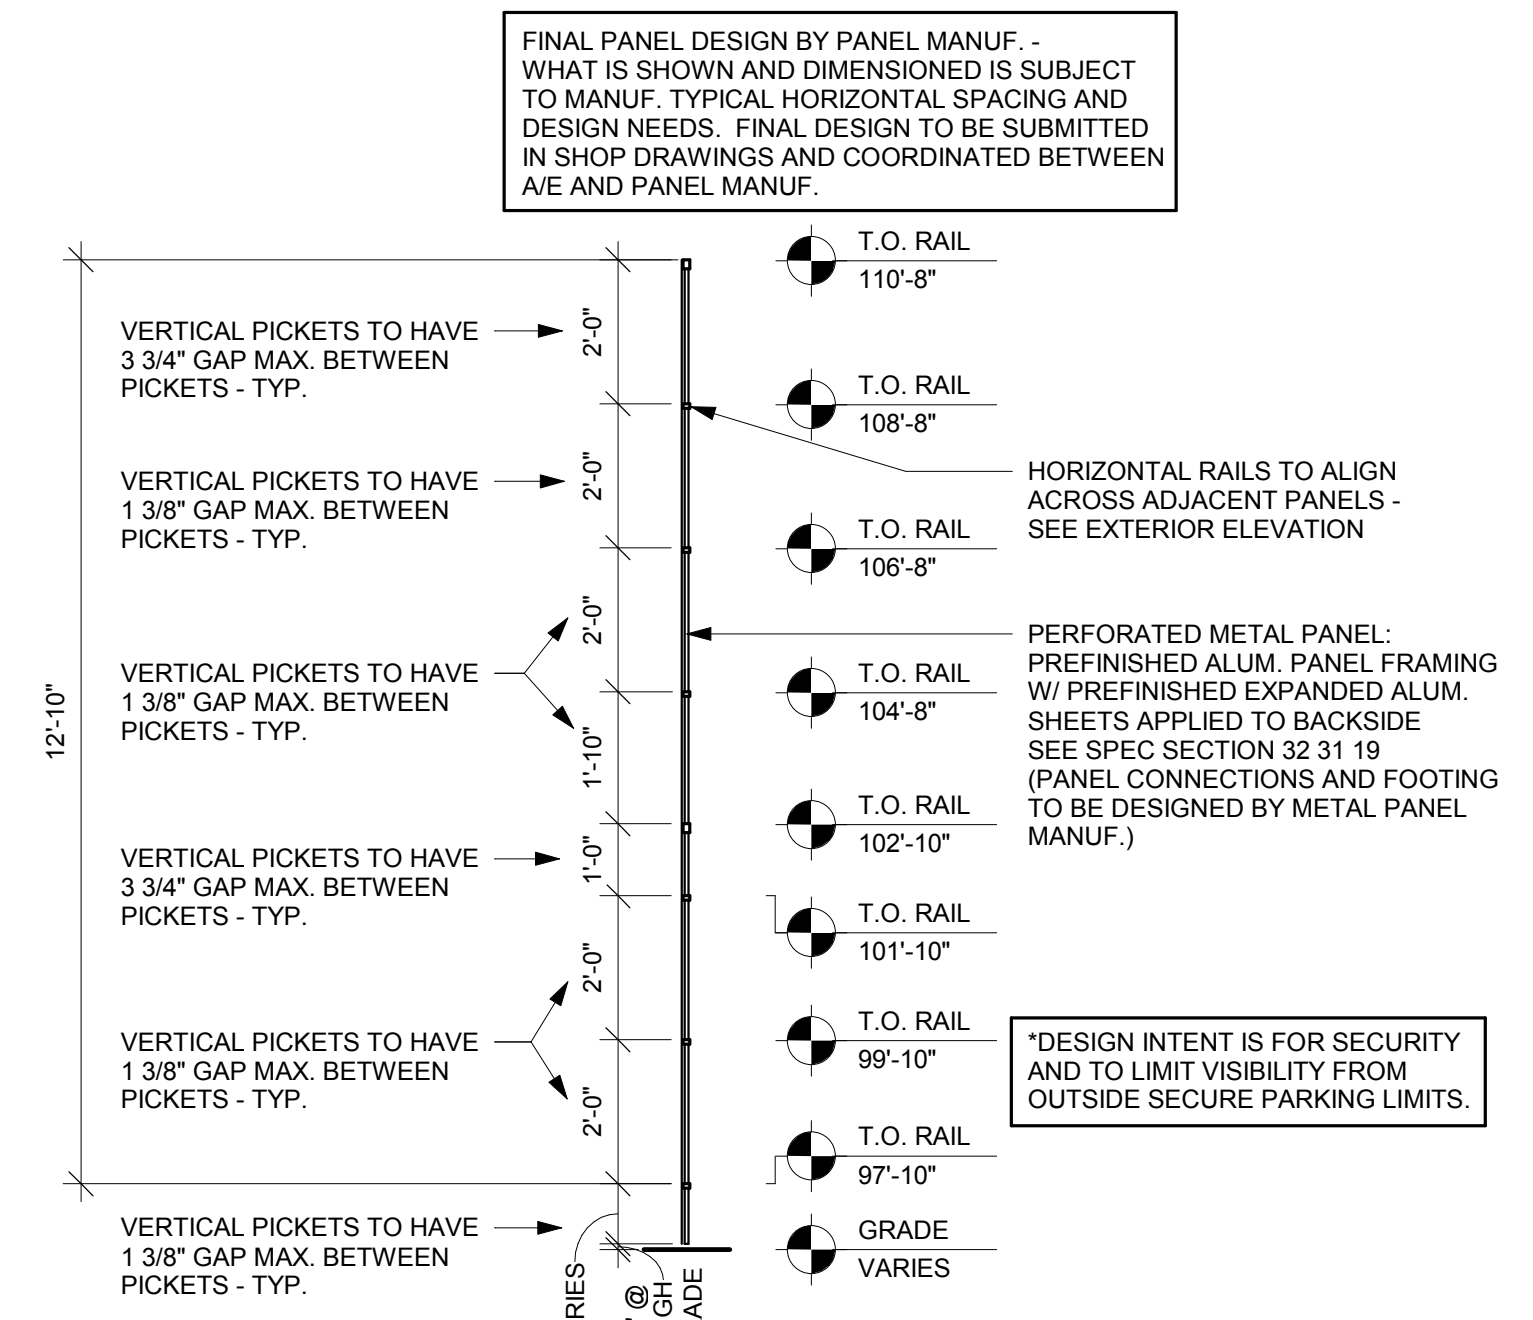 FINAL PANEL DESIGN BY PANEL MANUF. -
WHAT IS SHOWN AND DIMENSIONED IS SUBJECT
TO MANUF. TYPICAL HORIZONTAL SPACING AND
DESIGN NEEDS. FINAL DESIGN TO BE SUBMITTED
IN SHOP DRAWINGS AND COORDINATED BETWEEN
A/E AND PANEL MANUF.
12'-10"
VERTICAL PICKETS TO HAVE
3 3/4" GAP MAX. BETWEEN
PICKETS - TYP.
VERTICAL PICKETS TO HAVE
1 3/8" GAP MAX. BETWEEN
PICKETS - TYP.
VERTICAL PICKETS TO HAVE
1 3/8" GAP MAX. BETWEEN
PICKETS - TYP.
VERTICAL PICKETS TO HAVE
3 3/4" GAP MAX. BETWEEN
PICKETS - TYP.
VERTICAL PICKETS TO HAVE
1 3/8" GAP MAX. BETWEEN
PICKETS - TYP.
VERTICAL PICKETS TO HAVE
1 3/8" GAP MAX. BETWEEN
PICKETS - TYP.
2'-0"
2'-0"
2'-0"
1'-10"
1'-0"
2'-0"
2'-0"
RIES
' @
GH
ADE
T.O. RAIL
110'-8"
T.O. RAIL
108'-8"
T.O. RAIL
106'-8"
T.O. RAIL
104'-8"
T.O. RAIL
102'-10"
T.O. RAIL
101'-10"
T.O. RAIL
99'-10"
T.O. RAIL
97'-10"
GRADE
VARIES
HORIZONTAL RAILS TO ALIGN
ACROSS ADJACENT PANELS -
SEE EXTERIOR ELEVATION
PERFORATED METAL PANEL:
PREFINISHED ALUM. PANEL FRAMING
W/ PREFINISHED EXPANDED ALUM.
SHEETS APPLIED TO BACKSIDE
SEE SPEC SECTION 32 31 19
(PANEL CONNECTIONS AND FOOTING
TO BE DESIGNED BY METAL PANEL
MANUF.)
*DESIGN INTENT IS FOR SECURITY
AND TO LIMIT VISIBILITY FROM
OUTSIDE SECURE PARKING LIMITS.